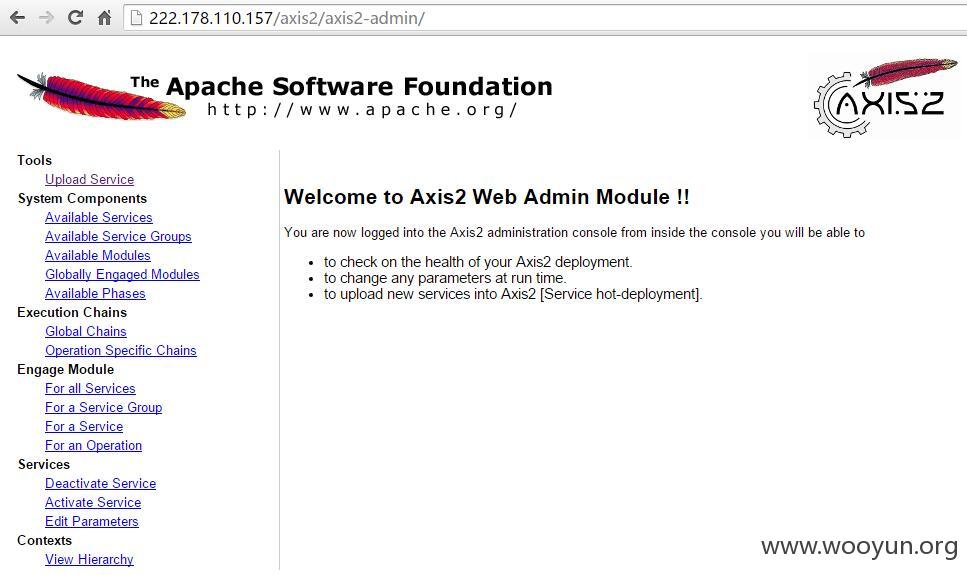 222.178.110.157/axis2/axis2-admin/
The Apache Software Foundation
http://www.apache.org/
AXIS2
Tools
Upload Service
System Components
Available Services
Available Service Groups
Available Modules
Globally Engaged Modules
Available Phases
Execution Chains
Global Chains
Operation Specific Chains
Engage Module
For all Services
For a Service Group
For a Service
For an Operation
Services
Deactivate Service
Activate Service
Edit Parameters
Contexts
View Hierarchy
Welcome to Axis2 Web Admin Module !!
You are now logged into the Axis2 administration console from inside the console you will be able to
• to check on the health of your Axis2 deployment.
• to change any parameters at run time.
• to upload new services into Axis2 [Service hot-deployment].
www.wooyun.org